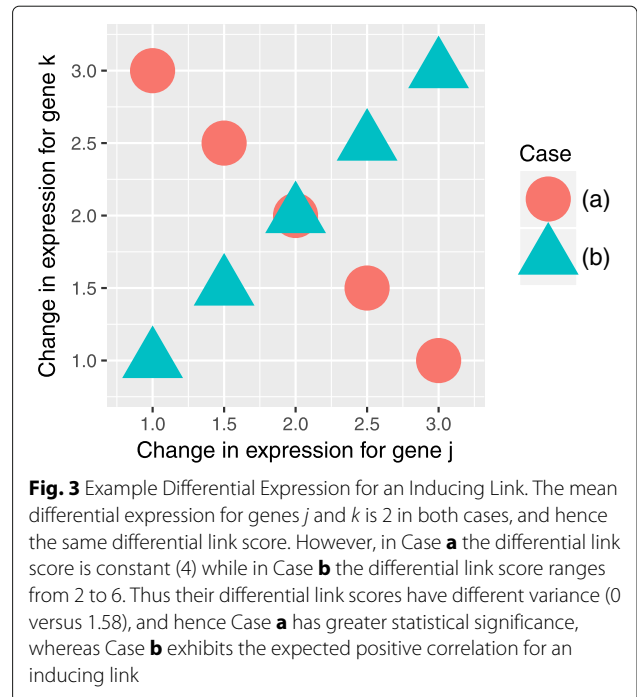 Change in expression for gene k
3.0
2.5
2.0
1.5
1.0
1.0 1.5 2.0 2.5 3.0
Change in expression for gene j
Case
(a)
(b)
Fig. 3 Example Differential Expression for an Inducing Link. The mean
differential expression for genes j and k is 2 in both cases, and hence
the same differential link score. However, in Case a the differential link
score is constant (4) while in Case b the differential link score ranges
from 2 to 6. Thus their differential link scores have different variance (0
versus 1.58), and hence Case a has greater statistical significance,
whereas Case b exhibits the expected positive correlation for an
inducing link